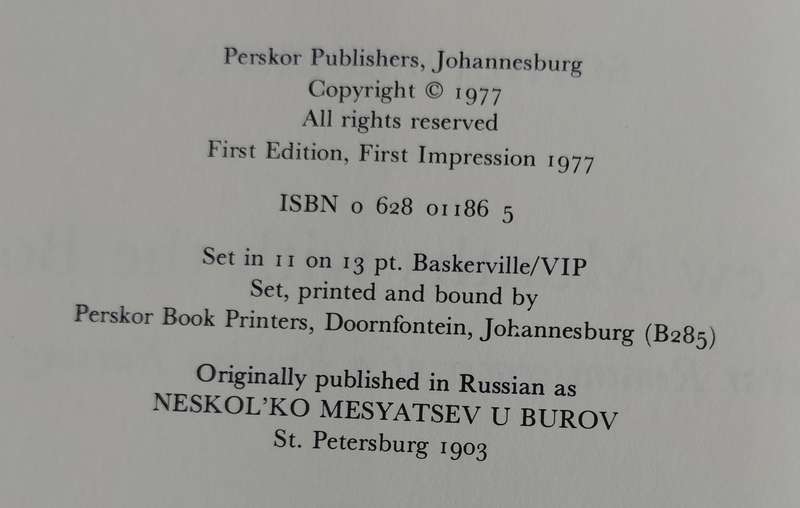 Perskor Publishers, Johannesburg
Copyright © 1977
All rights reserved
First Edition, First Impression 1977
ISBN 0 628 01186 5
Set in 11 on 13 pt. Baskerville/VIP
Set, printed and bound by
Perskor Book Printers, Doornfontein, Johannesburg (B285)
Originally published in Russian as
NESKOL’KO MESYATSEV U BUROV
St. Petersburg 1903